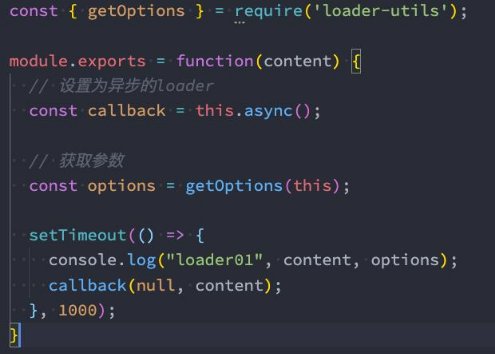 const { getOptions } = require('loader-utils');
module.exports = function(content) {
// 设置为异步的loader
const callback = this.async();
// 获取参数
const options = getOptions(this);
setTimeout(() => {
console.log("loader01", content, options);
callback(null, content);
}, 1000);
}